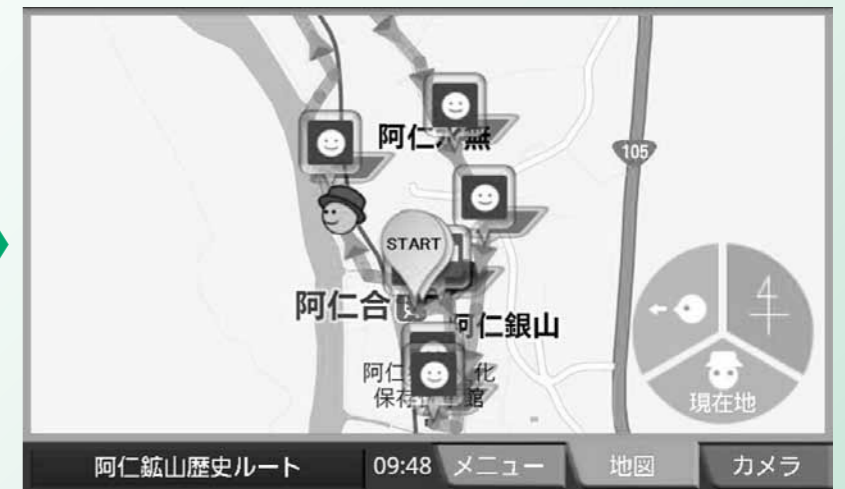 阿仁
無
105
START
阿仁合
阿仁銀山
阿仁
化
保存
館
現在地
阿仁鉱山歴史ルート
09:48
メニュー
地図
カメラ